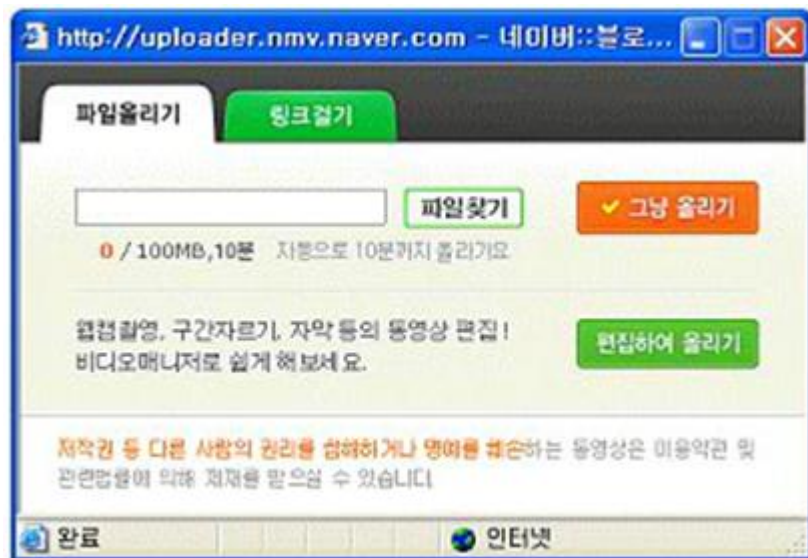 http://uploader.nmv.naver.com - 네이버::블로...
파일올리기 링크걸기
파일찾기 ✔ 그냥 올리기
0 / 100MB,10분 자동으로 10분까지 올리기요
웹캠촬영, 구간자르기, 자막 등의 동영상 편집!
비디오매니저로 쉽게 해보세요.
편집하여 올리기
저작권 등 다른 사람의 권리를 침해하거나 명예를 훼손하는 동영상은 이용약관 및
관련법률에 의해 제재를 받으실 수 있습니다.
완료 인터넷